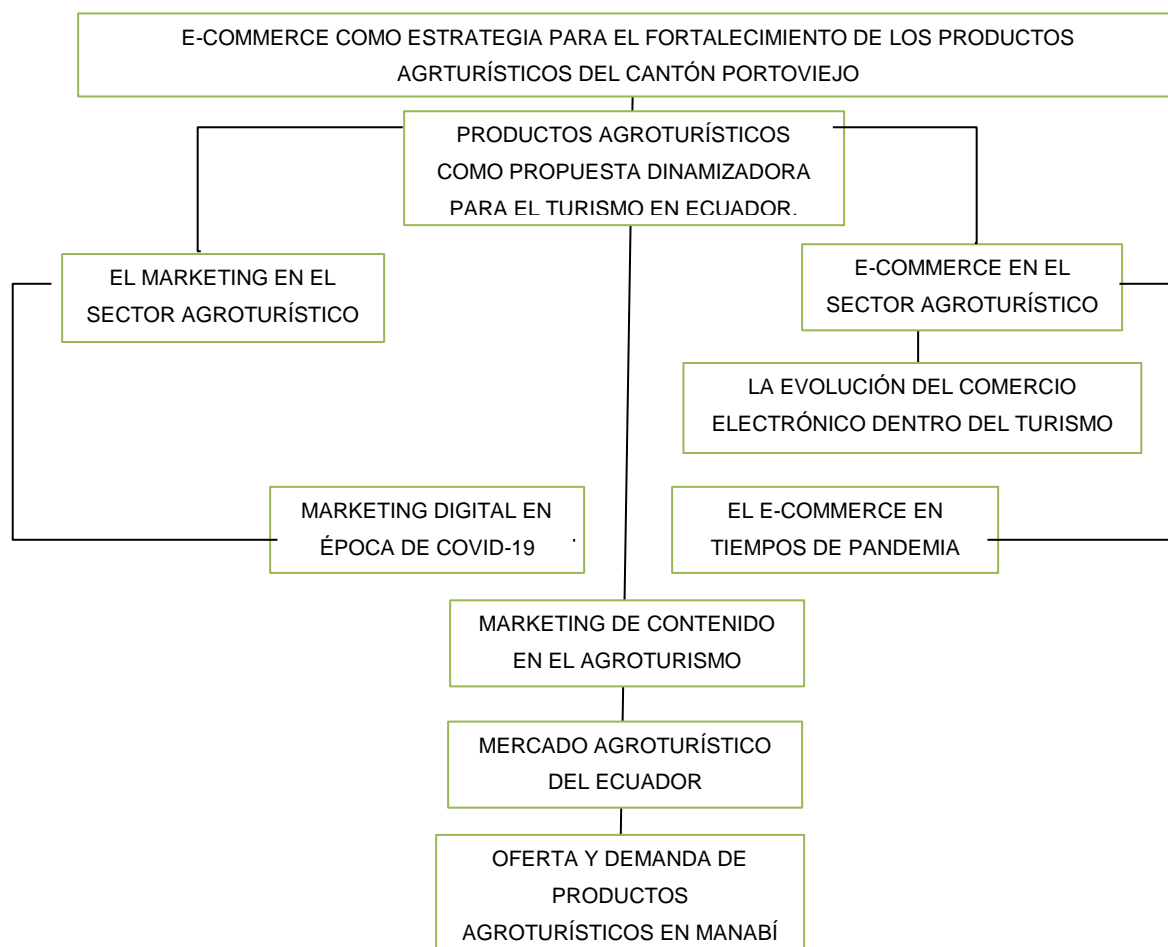 E-COMMERCE COMO ESTRATEGIA PARA EL FORTALECIMIENTO DE LOS PRODUCTOS
AGRTURÍSTICOS DEL CANTÓN PORTOVIEJO
PRODUCTOS AGROTURÍSTICOS
COMO PROPUESTA DINAMIZADORA
PARA EL TURISMO EN ECUADOR.
EL MARKETING EN EL
SECTOR AGROTURÍSTICO
E-COMMERCE EN EL
SECTOR AGROTURÍSTICO
LA EVOLUCIÓN DEL COMERCIO
ELECTRÓNICO DENTRO DEL TURISMO
MARKETING DIGITAL EN
ÉPOCA DE COVID-19
EL E-COMMERCE EN
TIEMPOS DE PANDEMIA
MARKETING DE CONTENIDO
EN EL AGROTURISMO
MERCADO AGROTURÍSTICO
DEL ECUADOR
OFERTA Y DEMANDA DE
PRODUCTOS
AGROTURÍSTICOS EN MANABÍ